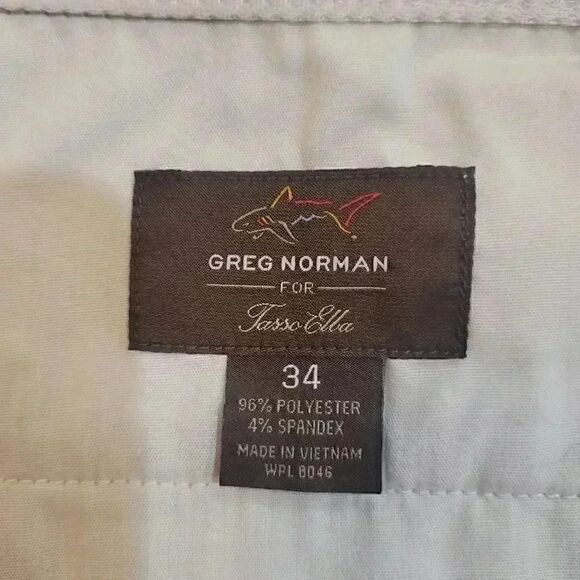 GREG NORMAN
FOR
Tasso Elba
34
96% POLYESTER
4% SPANDEX
MADE IN VIETNAM
WPL 8046